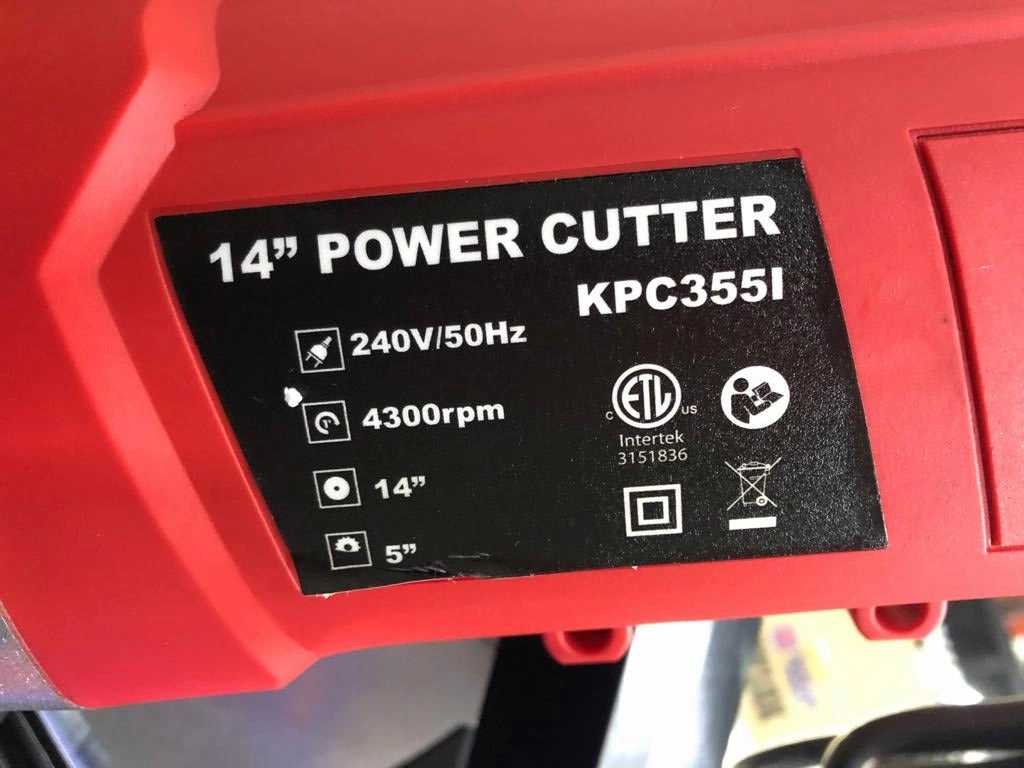 14” POWER CUTTER
KPC355I
240V/50Hz
4300rpm
14”
5”
c ETL us
Intertek
3151836